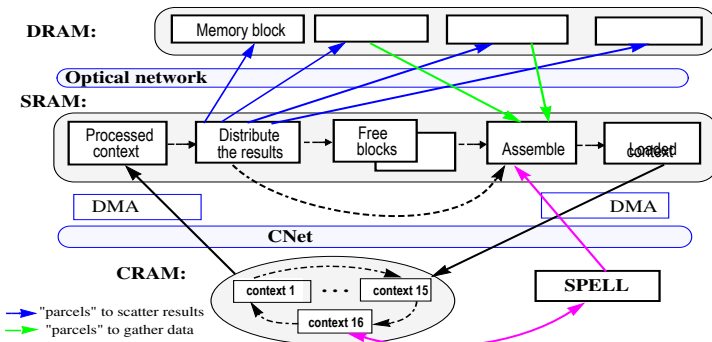 DRAM:
Memory block
Optical network
SRAM:
Processed
context
Distribute
the results
Free
blocks
Assemble
Loaded
context
DMA
DMA
CNet
CRAM:
context 1
• • •
context 15
context 16
SPELL
"parcels" to scatter results
"parcels" to gather data